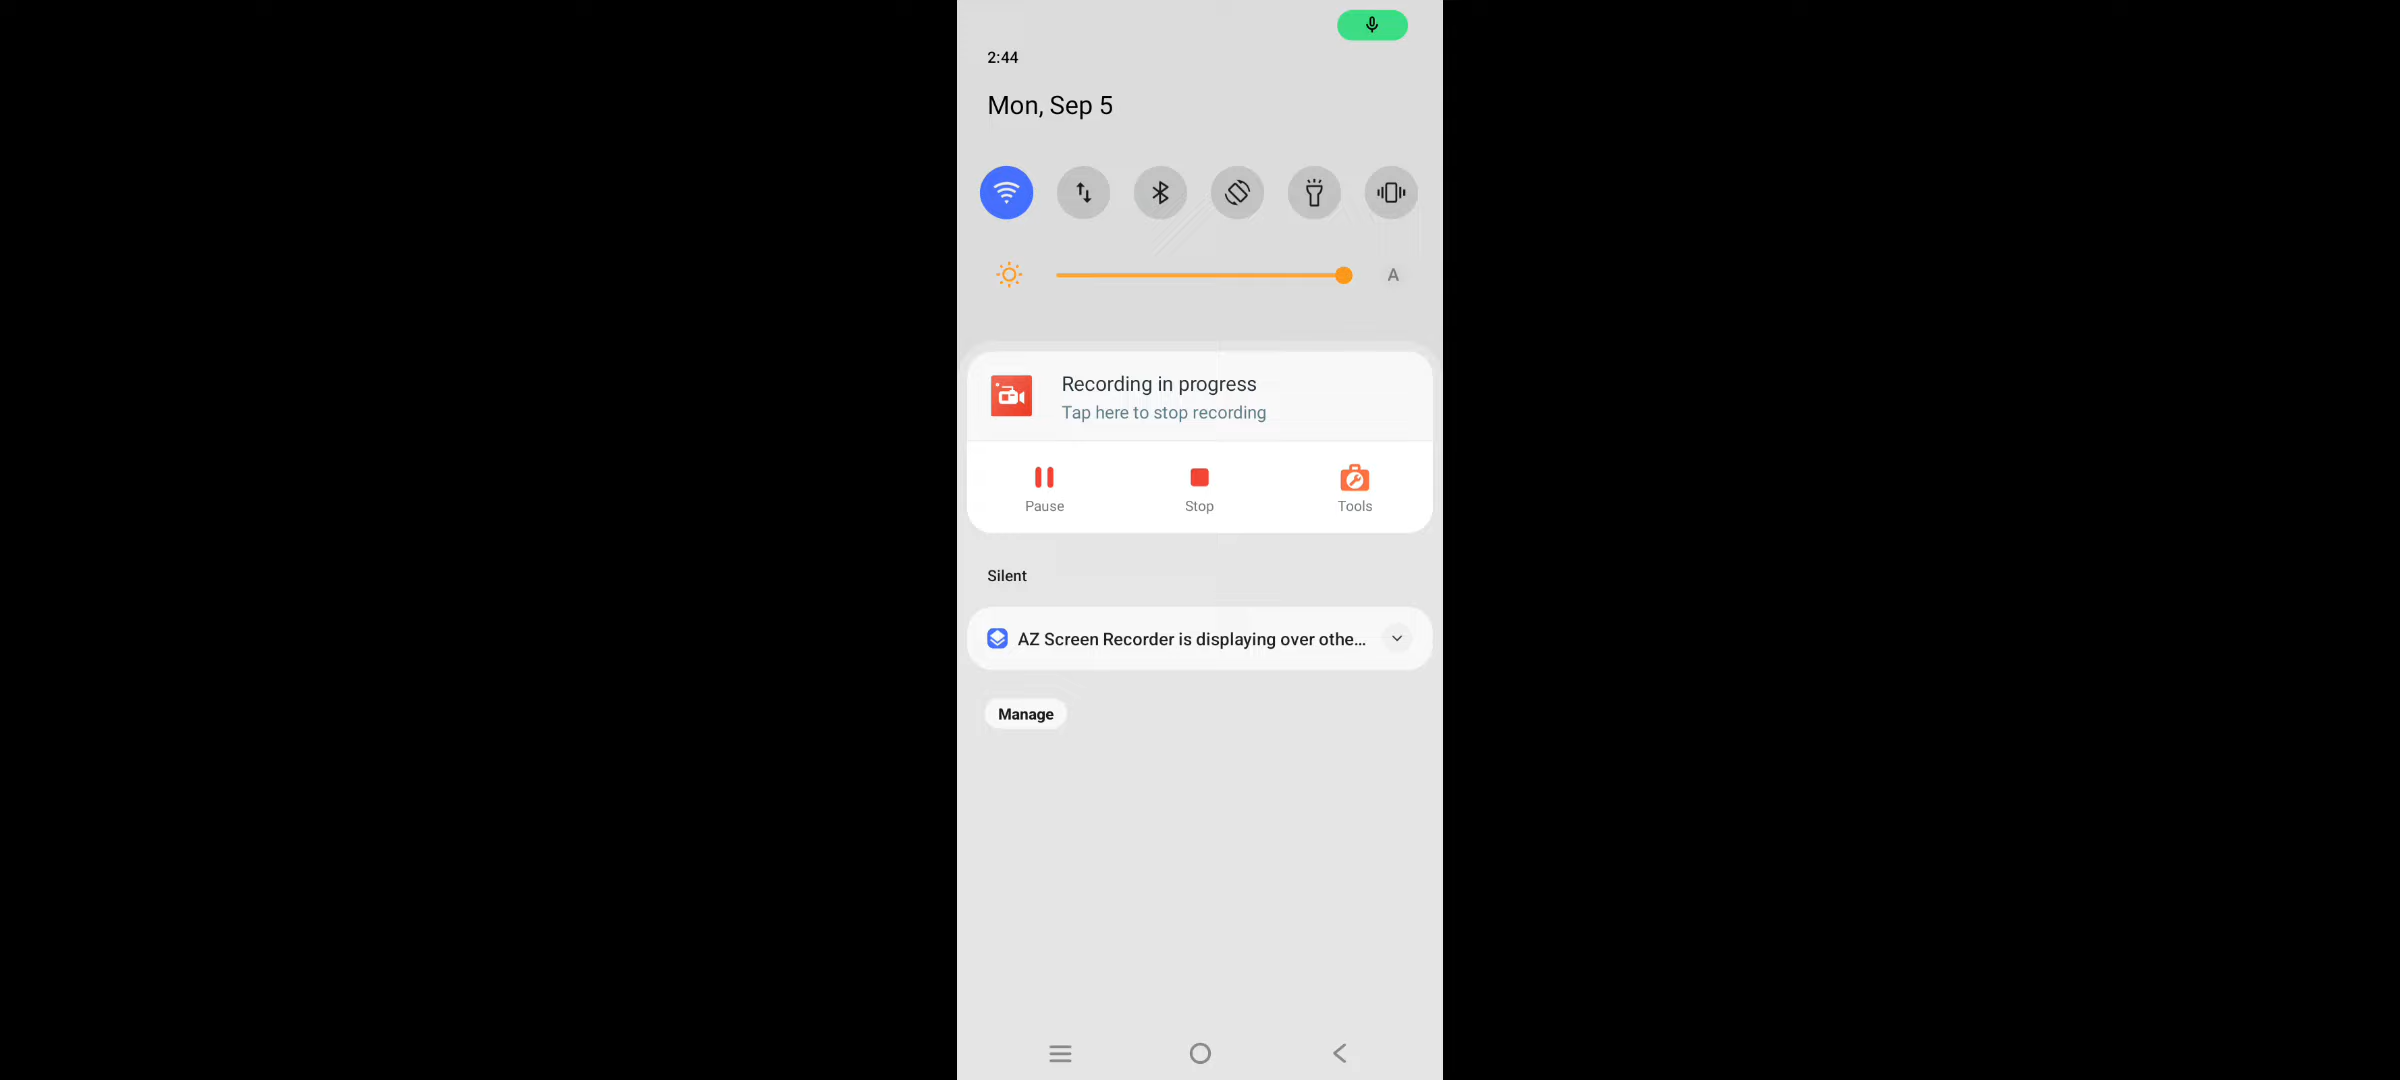 2:44
Mon, Sep 5
A
Recording in progress
Tap here to stop recording
Pause Stop Tools
Silent
AZ Screen Recorder is displaying over othe...
Manage